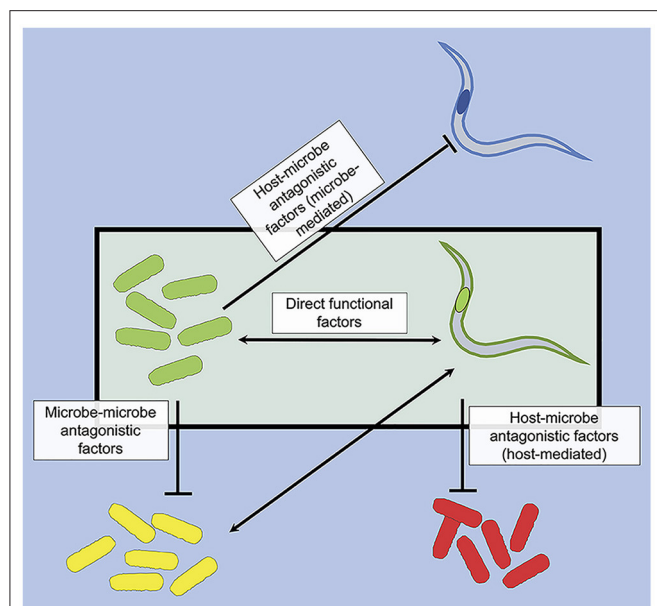 Host-microbe
antagonistic
factors (microbe-
mediated)
Direct functional
factors
Microbe-microbe
antagonistic
factors
Host-microbe
antagonistic factors
(host-mediated)